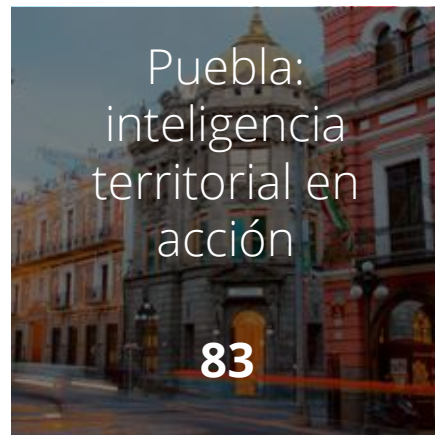 Puebla:
inteligencia
territorial en
acción
83